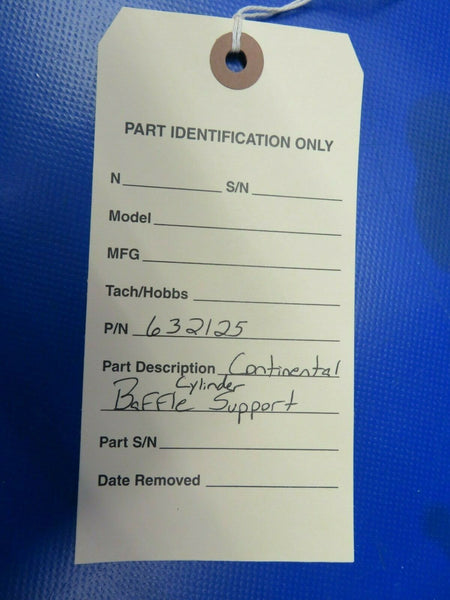 PART IDENTIFICATION ONLY
N S/N
Model
MFG
Tach/Hobbs
P/N 632125
Part Description Continental
Cylinder
Baffle Support
Part S/N
Date Removed